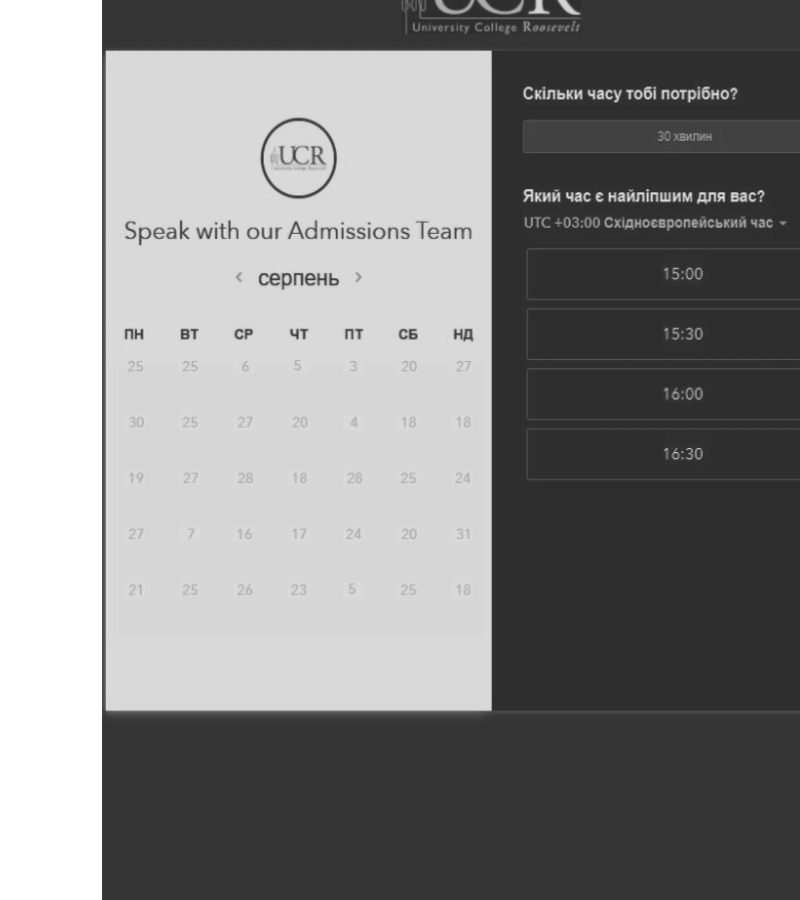 UCR
University College Roosevelt
UCR
Speak with our Admissions Team
< серпень >
ПН ВТ СР ЧТ ПТ СБ НД
25 25 6 5 3 20 27
30 25 27 20 4 18 18
19 27 28 18 28 25 24
27 7 16 17 24 20 31
21 25 26 23 5 25 18
Скільки часу тобі потрібно?
30 хвилин
Який час є найліпшим для вас?
UTC +03:00 Східноєвропейський час
15:00
15:30
16:00
16:30